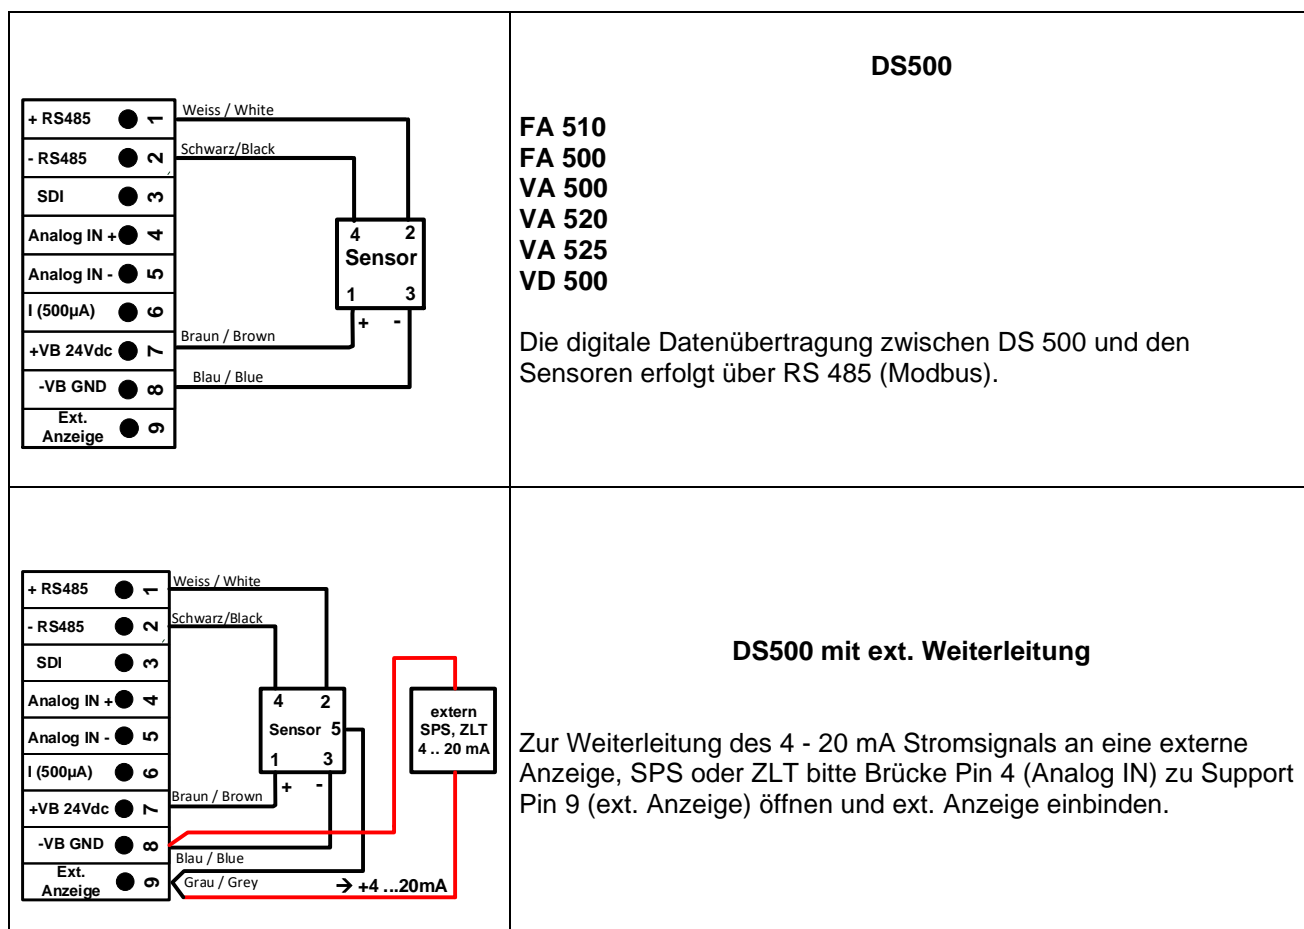 DS500
+ RS485 1 Weiss / White
- RS485 2 Schwarz/Black
SDI 3
Analog IN + 4
Analog IN - 5
I (500µA) 6
+VB 24Vdc 7 Braun / Brown
-VB GND 8 Blau / Blue
Ext.
Anzeige 9
4 2
Sensor
1 3
+ -
FA 510
FA 500
VA 500
VA 520
VA 525
VD 500
Die digitale Datenübertragung zwischen DS 500 und den
Sensoren erfolgt über RS 485 (Modbus).
+ RS485 1 Weiss / White
- RS485 2 Schwarz/Black
SDI 3
Analog IN + 4
Analog IN - 5
I (500µA) 6
+VB 24Vdc 7 Braun / Brown
-VB GND 8
Blau / Blue
Ext.
Anzeige 9 Grau / Grey → +4 ...20mA
4 2
Sensor 5
1 3
+ -
extern
SPS, ZLT
4 .. 20 mA
DS500 mit ext. Weiterleitung
Zur Weiterleitung des 4 - 20 mA Stromsignals an eine externe
Anzeige, SPS oder ZLT bitte Brücke Pin 4 (Analog IN) zu Support
Pin 9 (ext. Anzeige) öffnen und ext. Anzeige einbinden.